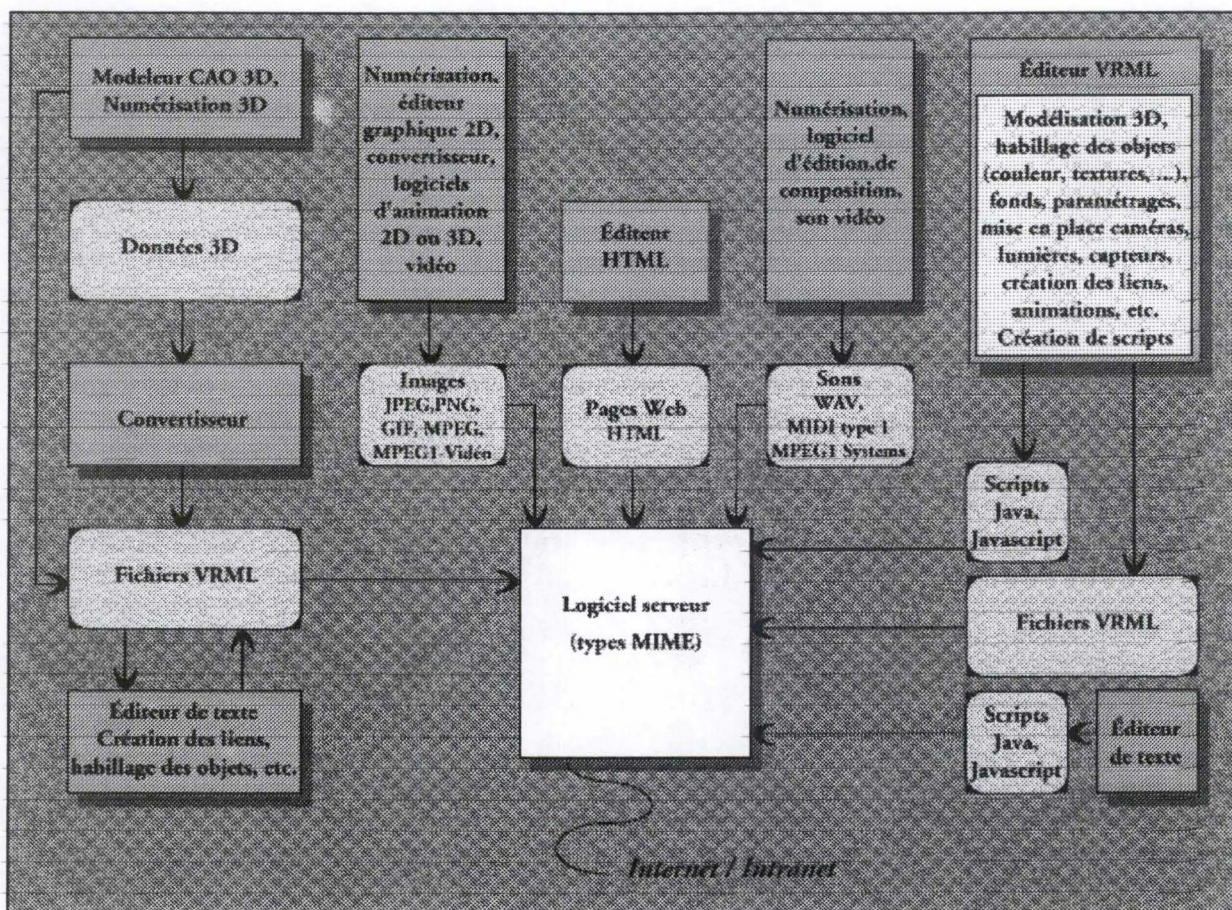 Modeleur CAO 3D,
Numérisation 3D
Données 3D
Convertisseur
Fichiers VRML
Éditeur de texte
Création des liens,
habillage des objets, etc.
Numérisation,
éditeur
graphique 2D,
convertisseur,
logiciels
d'animation
2D ou 3D,
vidéo
Images
JPEG,PNG,
GIF, MPEG,
MPEG1-Vidéo
Éditeur
HTML
Pages Web
HTML
Numérisation,
logiciel
d'édition.de
composition,
son vidéo
Sons
WAV,
MIDI type 1
MPEG1 Systems
Logiciel serveur
(types MIME)
Internet / Intranet
Éditeur VRML
Modélisation 3D,
habillage des objets
(couleur, textures, ...),
fonds, paramétrages,
mise en place caméras,
lumières, capteurs,
création des liens,
animations, etc.
Création de scripts
Scripts
Java,
Javascript
Fichiers VRML
Scripts
Java,
Javascript
Éditeur
de texte